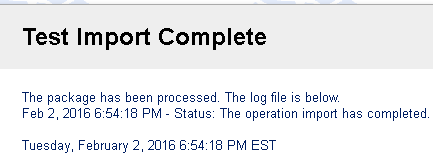 Test Import Complete
The package has been processed. The log file is below.
Feb 2, 2016 6:54:18 PM - Status: The operation import has completed.
Tuesday, February 2, 2016 6:54:18 PM EST